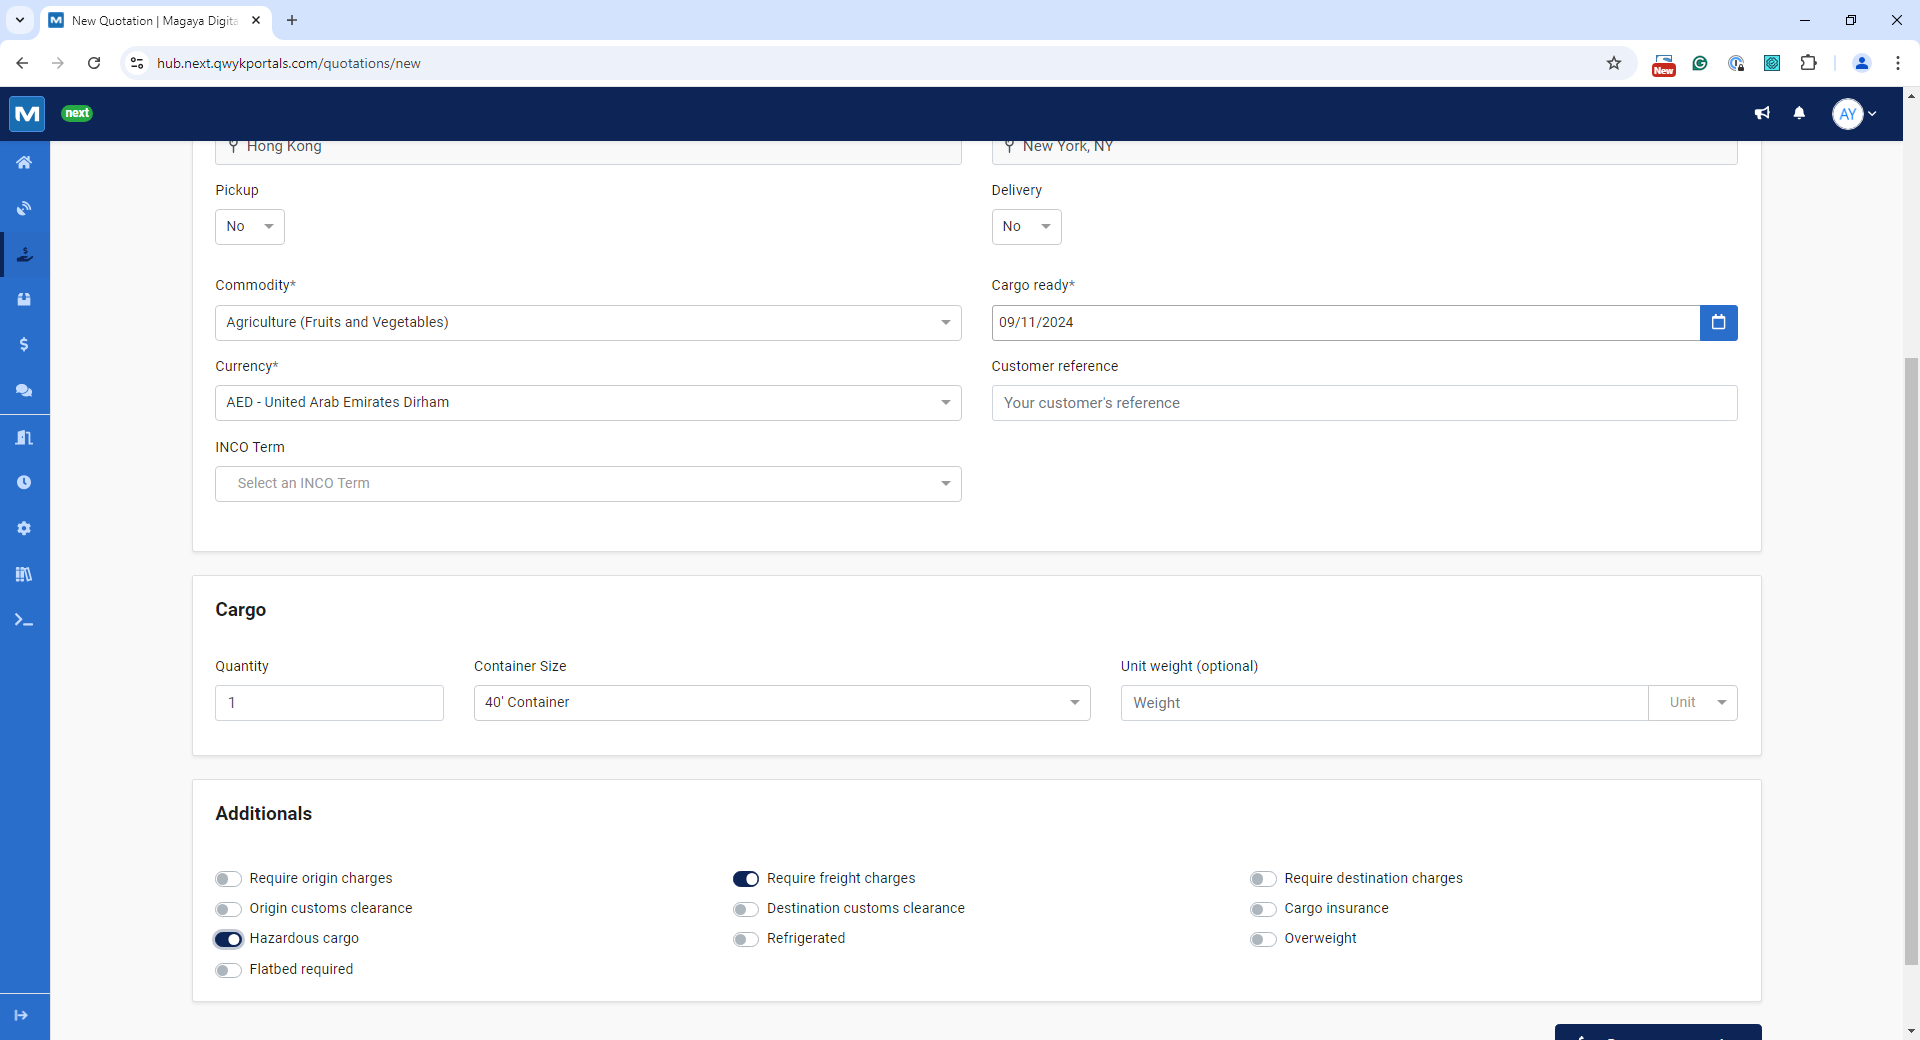 New Quotation | Magaya Digita
hub.next.qwykportals.com/quotations/new
New
next
AY
Hong Kong
New York, NY
Pickup
Delivery
No
No
Commodity*
Cargo ready*
Agriculture (Fruits and Vegetables)
09/11/2024
Currency*
Customer reference
AED - United Arab Emirates Dirham
Your customer's reference
INCO Term
Select an INCO Term
Cargo
Quantity
Container Size
Unit weight (optional)
1
40' Container
Weight
Unit
Additionals
Require origin charges
Require freight charges
Require destination charges
Origin customs clearance
Destination customs clearance
Cargo insurance
Hazardous cargo
Refrigerated
Overweight
Flatbed required